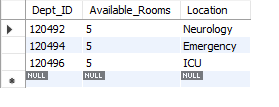 Dept_ID Available_Rooms Location
120492 5 Neurology
120494 5 Emergency
120496 5 ICU
NULL NULL NULL